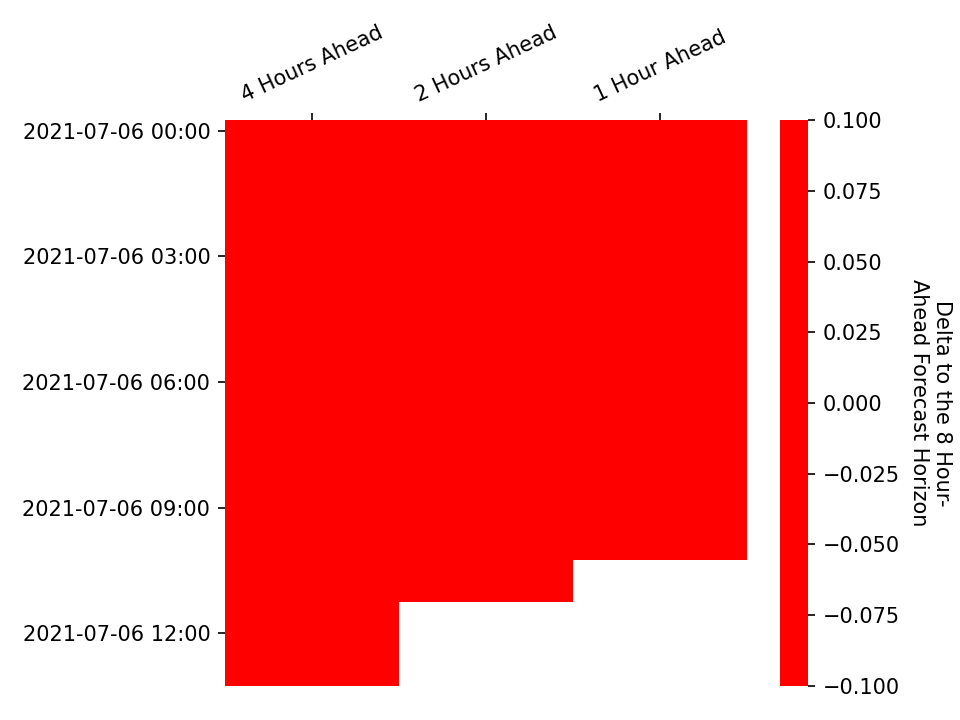 4 Hours Ahead
2 Hours Ahead
1 Hour Ahead
2021-07-06 00:00
2021-07-06 03:00
2021-07-06 06:00
2021-07-06 09:00
2021-07-06 12:00
0.100
0.075
0.050
0.025
0.000
−0.025
−0.050
−0.075
−0.100
Delta to the 8 Hour-
Ahead Forecast Horizon